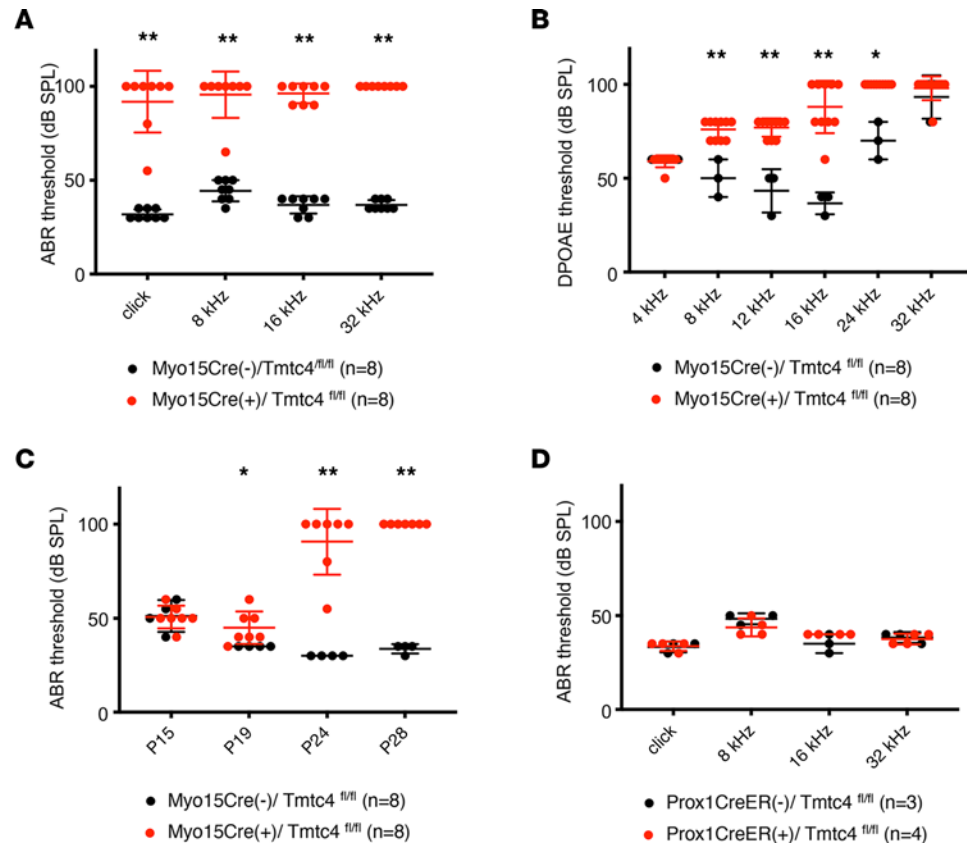 A
** ** ** **
ABR threshold (dB SPL)
100
50
0
click
8 kHz
16 kHz
32 kHz
Myo15Cre(-)/Tmtc4/fl/fl (n=8)
Myo15Cre(+)/ Tmtc4 fl/fl (n=8)
B
** ** ** *
DPOAE threshold (dB SPL)
100
50
0
4 kHz
8 kHz
12 kHz
16 kHz
24 kHz
32 kHz
Myo15Cre(-)/ Tmtc4 fl/fl (n=8)
Myo15Cre(+)/ Tmtc4 fl/fl (n=8)
C
* ** **
ABR threshold (dB SPL)
100
50
0
P15
P19
P24
P28
Myo15Cre(-)/ Tmtc4 fl/fl (n=8)
Myo15Cre(+)/ Tmtc4 fl/fl (n=8)
D
ABR threshold (dB SPL)
100
50
0
click
8 kHz
16 kHz
32 kHz
Prox1CreER(-)/ Tmtc4 fl/fl (n=3)
Prox1CreER(+)/ Tmtc4 fl/fl (n=4)